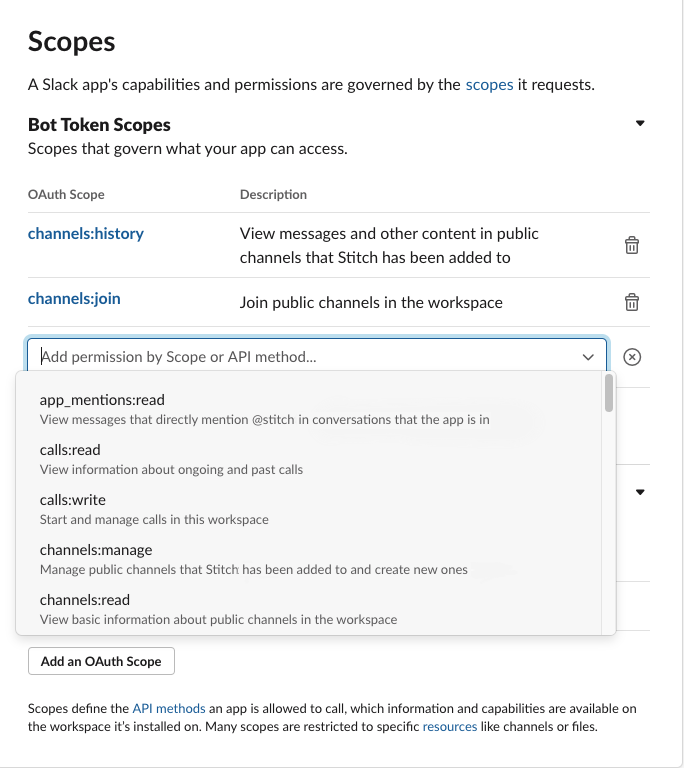 Scopes
A Slack app's capabilities and permissions are governed by the scopes it requests.
Bot Token Scopes
Scopes that govern what your app can access.
OAuth Scope Description
channels:history View messages and other content in public
channels that Stitch has been added to
channels:join Join public channels in the workspace
Add permission by Scope or API method...
app_mentions:read
View messages that directly mention @stitch in conversations that the app is in
calls:read
View information about ongoing and past calls
calls:write
Start and manage calls in this workspace
channels:manage
Manage public channels that Stitch has been added to and create new ones
channels:read
View basic information about public channels in the workspace
Add an OAuth Scope
Scopes define the API methods an app is allowed to call, which information and capabilities are available on
the workspace it’s installed on. Many scopes are restricted to specific resources like channels or files.